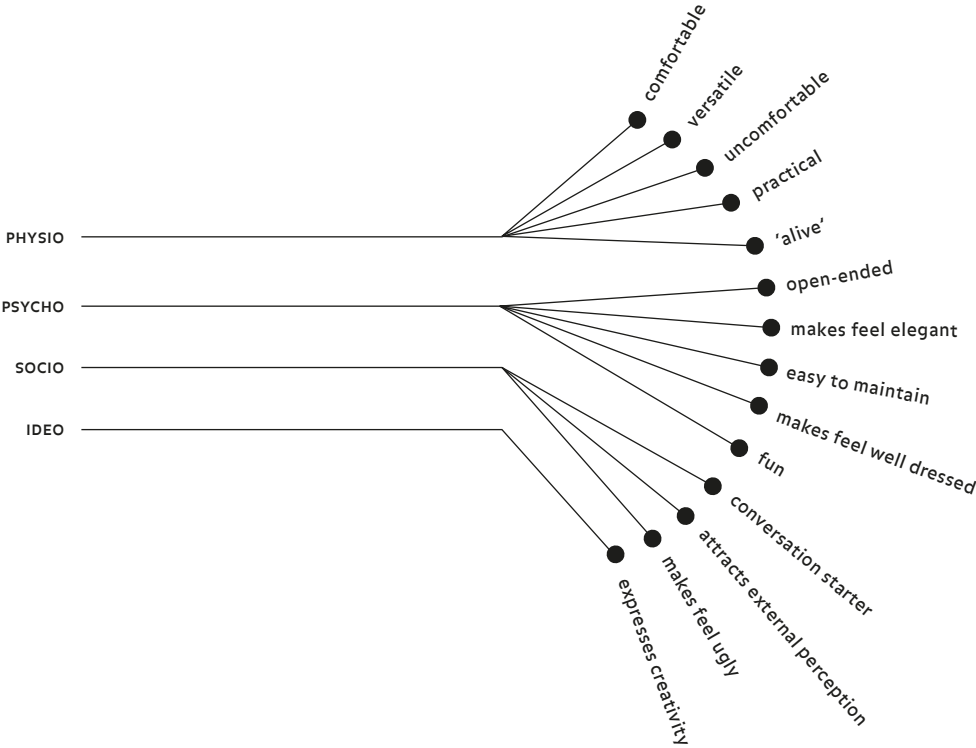 PHYSIO
PSYCHO
SOCIO
IDEO
comfortable
versatile
uncomfortable
practical
‘alive’
open-ended
makes feel elegant
easy to maintain
makes feel well dressed
fun
conversation starter
attracts external perception
makes feel ugly
expresses creativity